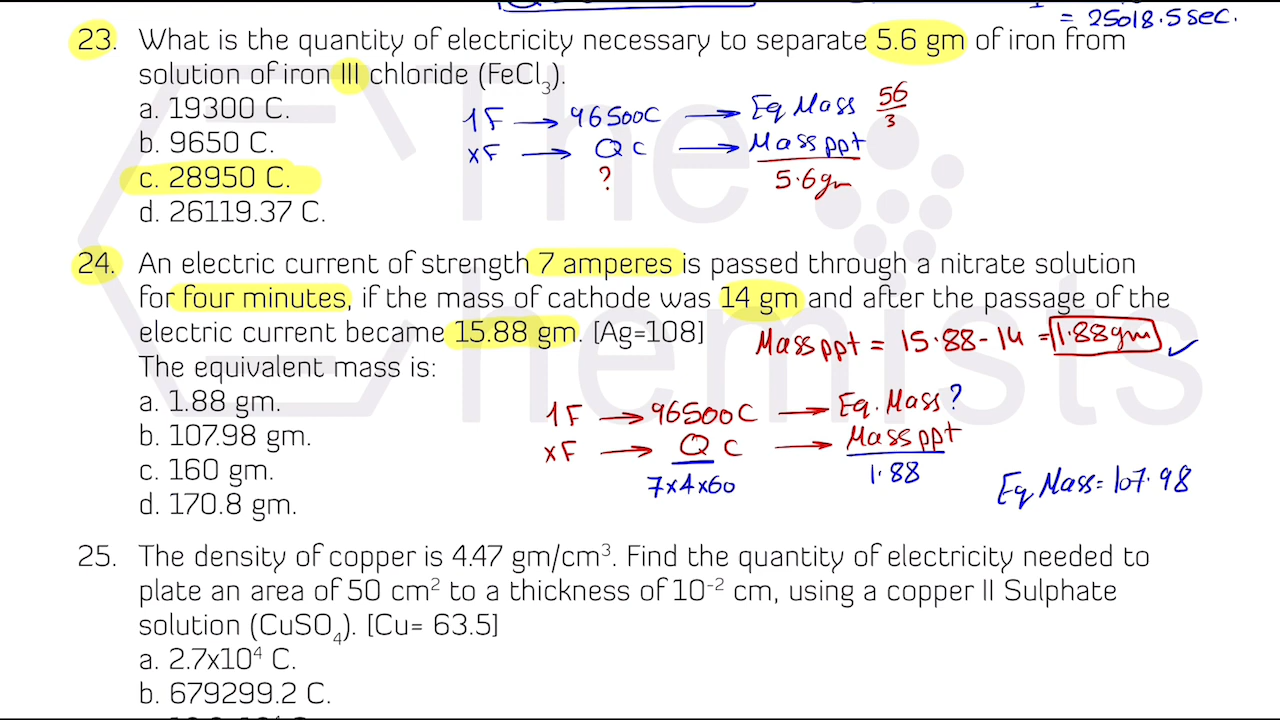 = 25018.5 sec.
23. What is the quantity of electricity necessary to separate 5.6 gm of iron from
solution of iron III chloride (FeCl₃).
a. 19300 C.
b. 9650 C.
c. 28950 C.
d. 26119.37 C.
1F → 96500C → Eq Mass 56/3
xF → Q C → Mass ppt
? 5.6gm
24. An electric current of strength 7 amperes is passed through a nitrate solution
for four minutes, if the mass of cathode was 14 gm and after the passage of the
electric current became 15.88 gm. [Ag=108]
Mass ppt = 15.88 - 14 = 1.88gm ✓
The equivalent mass is:
a. 1.88 gm.
b. 107.98 gm.
c. 160 gm.
d. 170.8 gm.
1F → 96500C → Eq. Mass ?
xF → Q C → Mass ppt
7x4x60 1.88
Eq Mass = 107.98
25. The density of copper is 4.47 gm/cm³. Find the quantity of electricity needed to
plate an area of 50 cm² to a thickness of 10⁻² cm, using a copper II Sulphate
solution (CuSO₄). [Cu= 63.5]
a. 2.7x10⁴ C.
b. 679299.2 C.
The Chemists